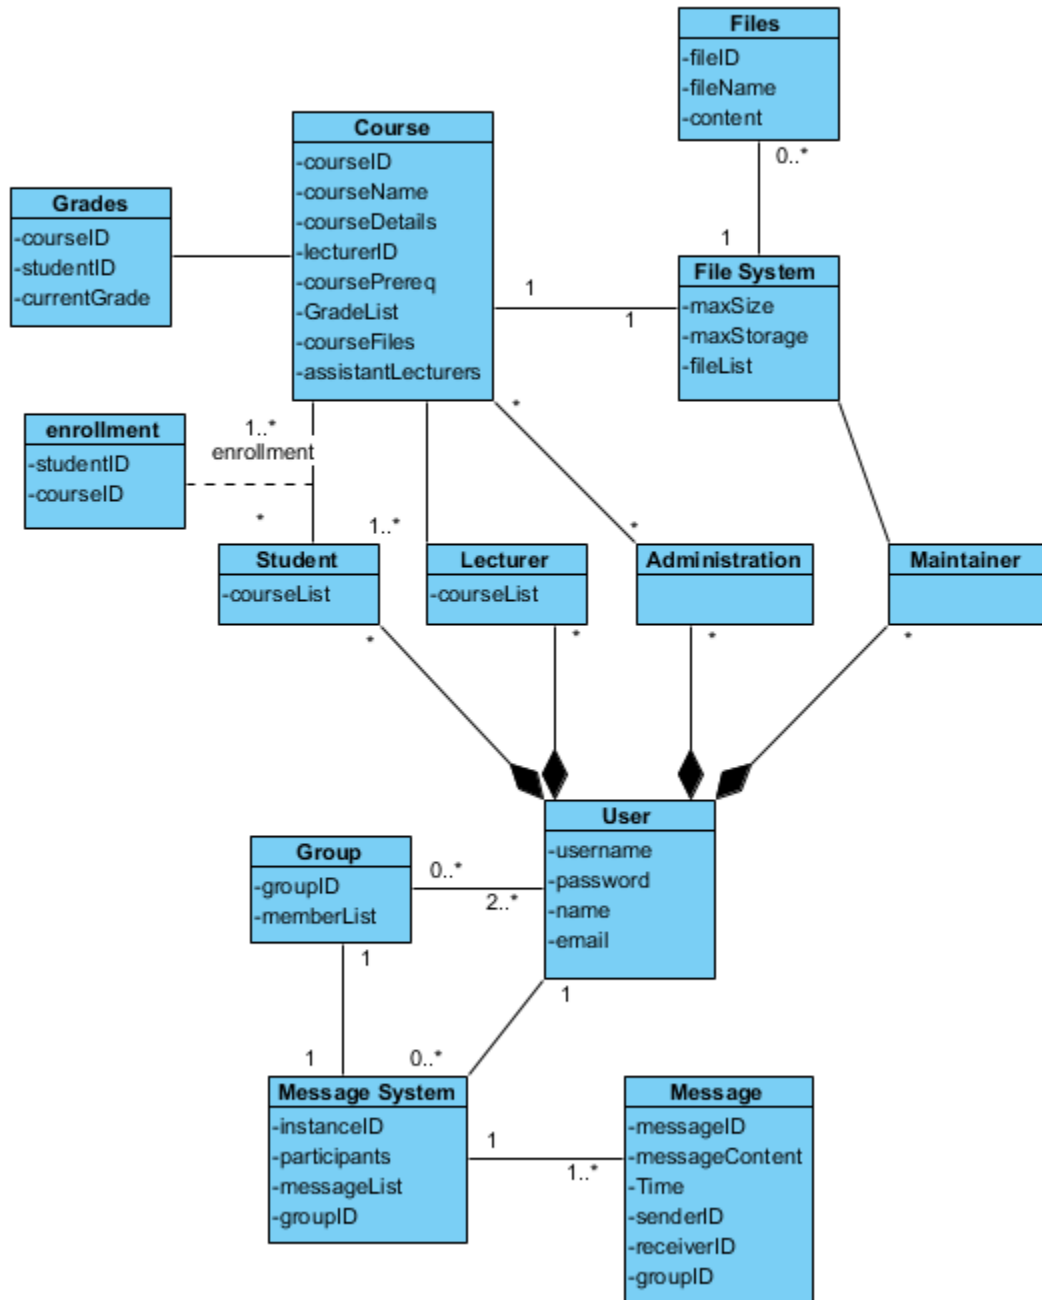 Files
-fileID
-fileName
-content
0..*
Course
-courseID
-courseName
-courseDetails
-lecturerID
-coursePrereq
-GradeList
-courseFiles
-assistantLecturers
Grades
-courseID
-studentID
-currentGrade
1
File System
-maxSize
-maxStorage
-fileList
1
1
enrollment
-studentID
-courseID
1..*
enrollment
*
*
1..*
*
Student
-courseList
Lecturer
-courseList
Administration
Maintainer
*
*
*
*
User
-username
-password
-name
-email
Group
-groupID
-memberList
0..*
2..*
1
1
1
0..*
Message System
-instanceID
-participants
-messageList
-groupID
1
1..*
Message
-messageID
-messageContent
-Time
-senderID
-receiverID
-groupID